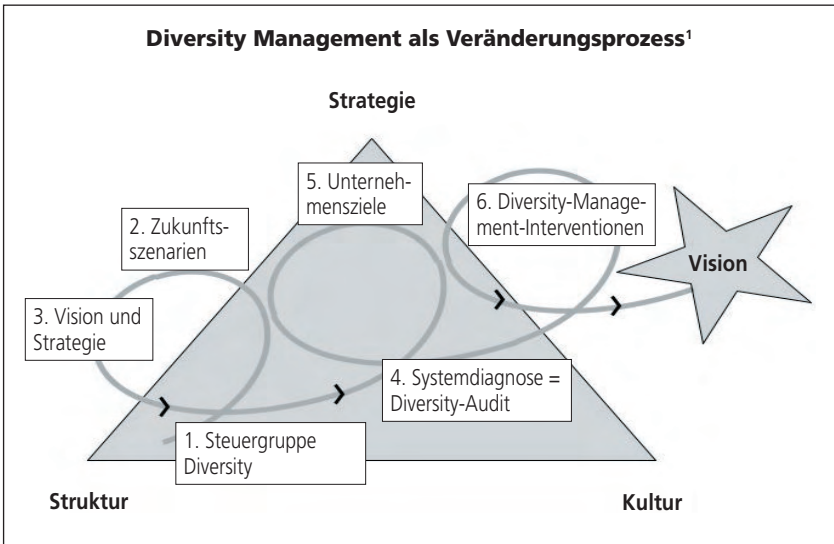 Diversity Management als Veränderungsprozess¹
Strategie
5. Unterneh-
mensziele
6. Diversity-Manage-
ment-Interventionen
2. Zukunfts-
szenarien
Vision
3. Vision und
Strategie
4. Systemdiagnose =
Diversity-Audit
1. Steuergruppe
Diversity
Struktur
Kultur